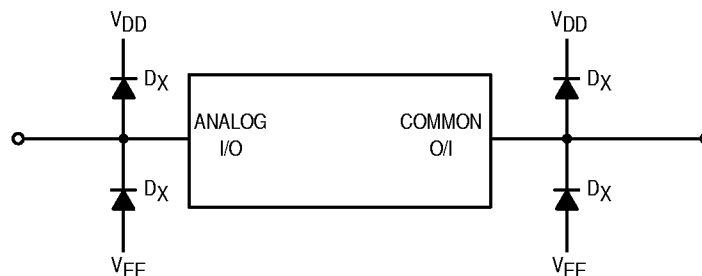 VDD
VDD
DX
DX
ANALOG
I/O
COMMON
O/I
DX
DX
VEE
VEE